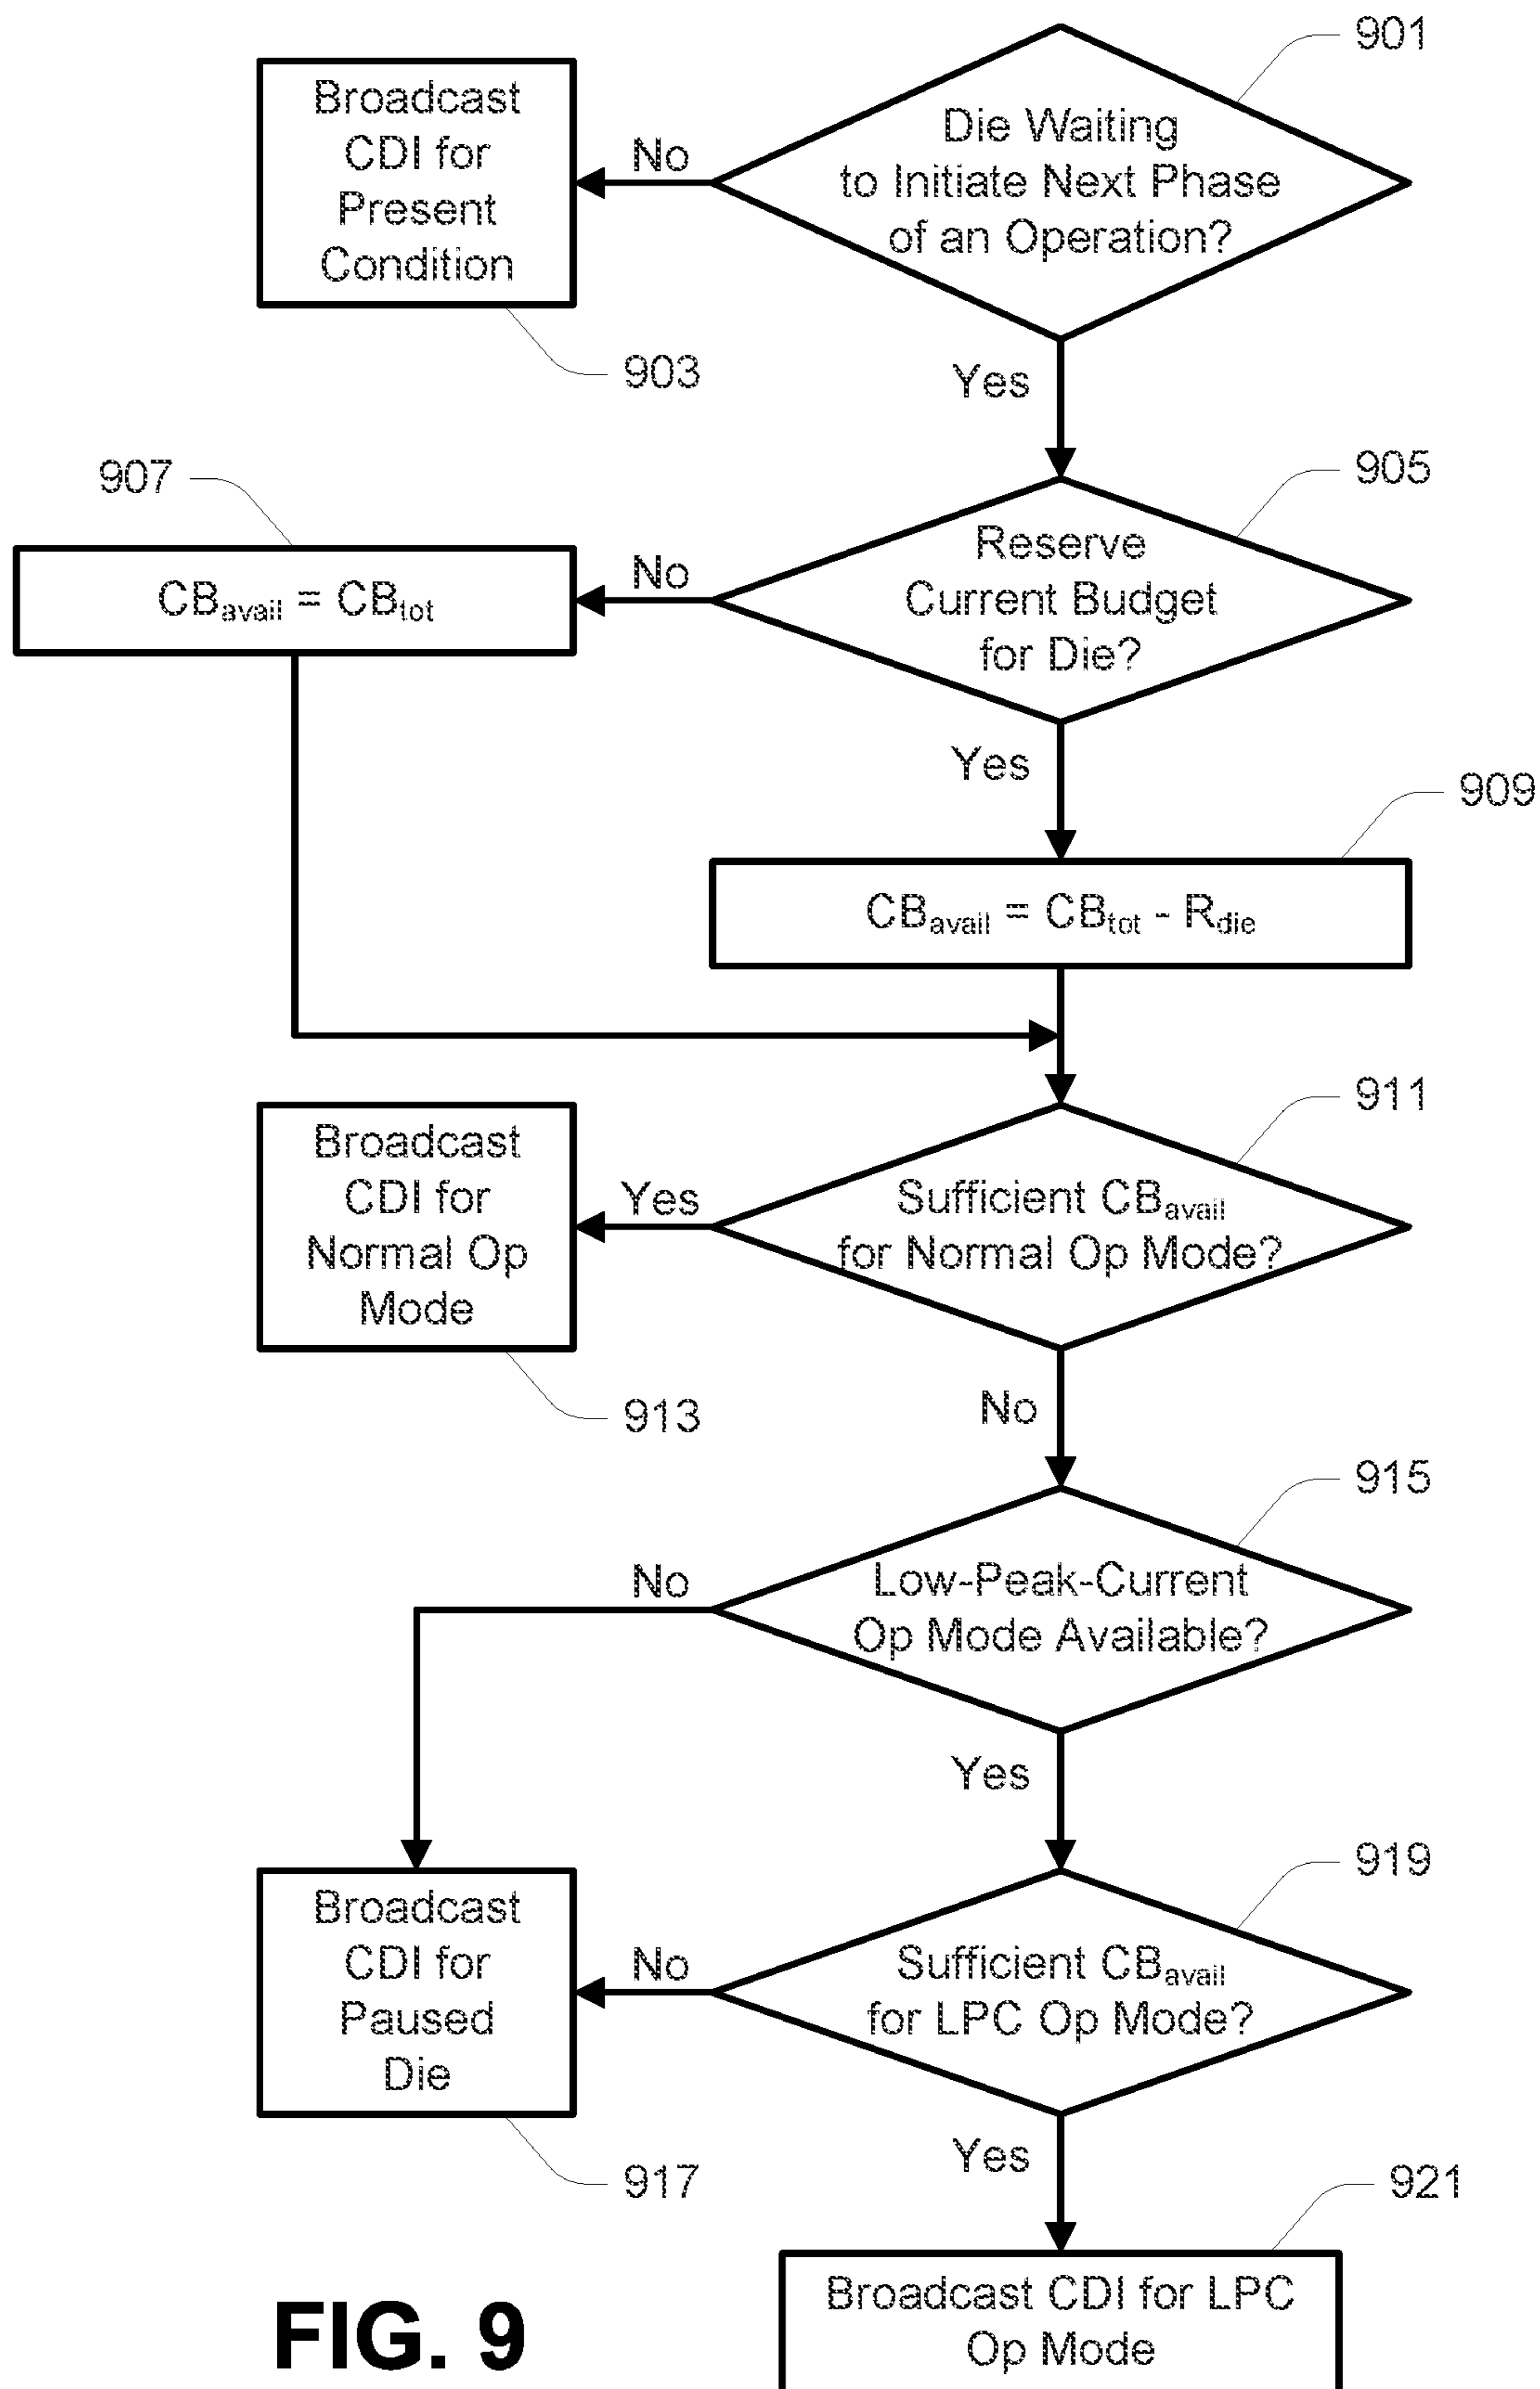 901
Die Waiting
to Initiate Next Phase
of an Operation?
No
Broadcast
CDI for
Present
Condition
903
Yes
905
Reserve
Current Budget
for Die?
No
907
CBavail = CBtot
Yes
909
CBavail = CBtot - Rdie
911
Sufficient CBavail
for Normal Op Mode?
Yes
Broadcast
CDI for
Normal Op
Mode
913
No
915
Low-Peak-Current
Op Mode Available?
No
Yes
919
Sufficient CBavail
for LPC Op Mode?
No
Broadcast
CDI for
Paused
Die
917
Yes
921
Broadcast CDI for LPC
Op Mode
FIG. 9